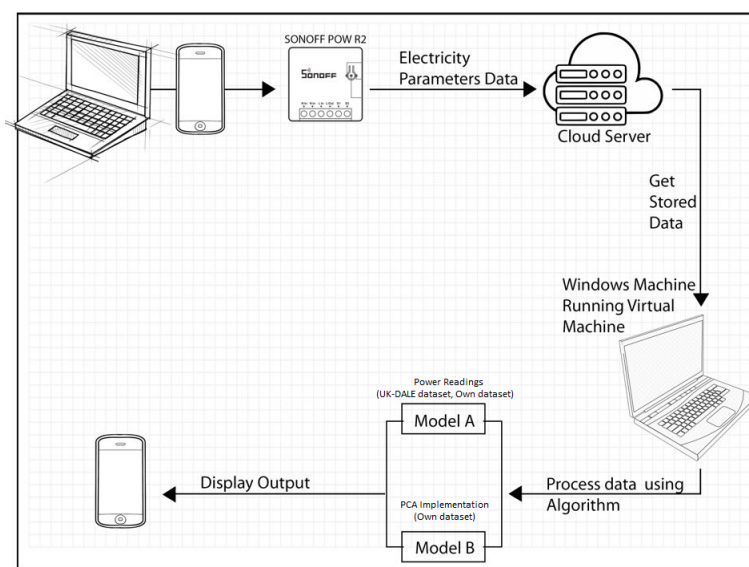 SONOFF POW R2
SONOFF
Electricity
Parameters Data
Cloud Server
Get
Stored
Data
Windows Machine
Running Virtual
Machine
Power Readings
(UK-DALE dataset, Own dataset)
Model A
Process data using
Algorithm
Display Output
PCA Implementation
(Own dataset)
Model B